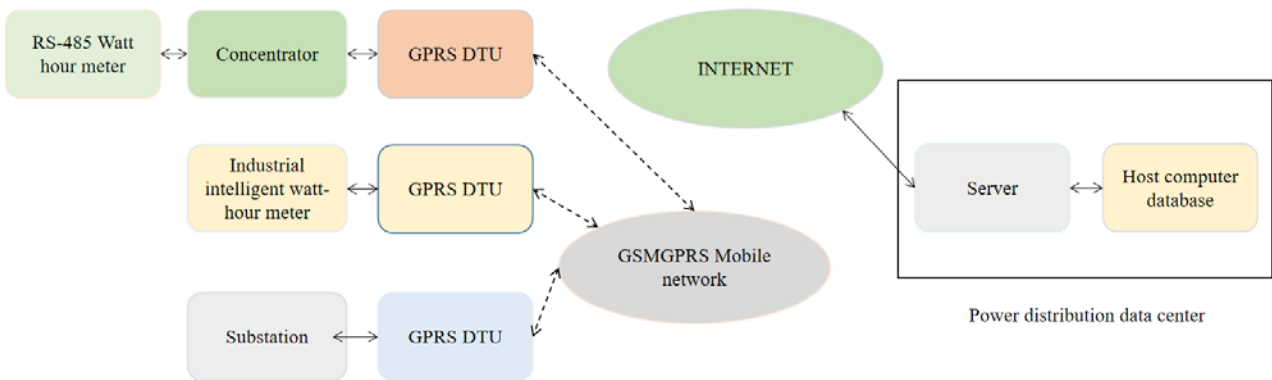 RS-485 Watt
hour meter
Concentrator
GPRS DTU
INTERNET
Industrial
intelligent watt-
hour meter
GPRS DTU
Server
Host computer
database
GSMGPRS Mobile
network
Substation
GPRS DTU
Power distribution data center